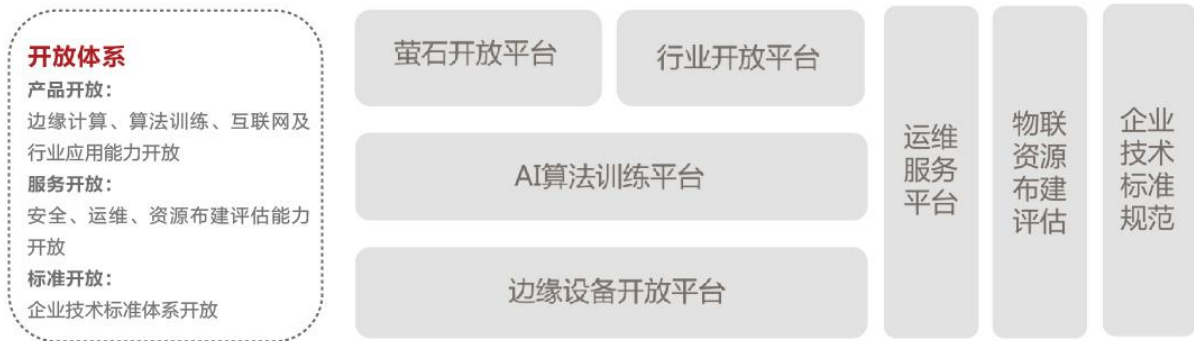 开放体系
产品开放：
边缘计算、算法训练、互联网及
行业应用能力开放
服务开放：
安全、运维、资源布建评估能力
开放
标准开放：
企业技术标准体系开放
萤石开放平台
行业开放平台
AI算法训练平台
边缘设备开放平台
运维
服务
平台
物联
资源
布建
评估
企业
技术
标准
规范